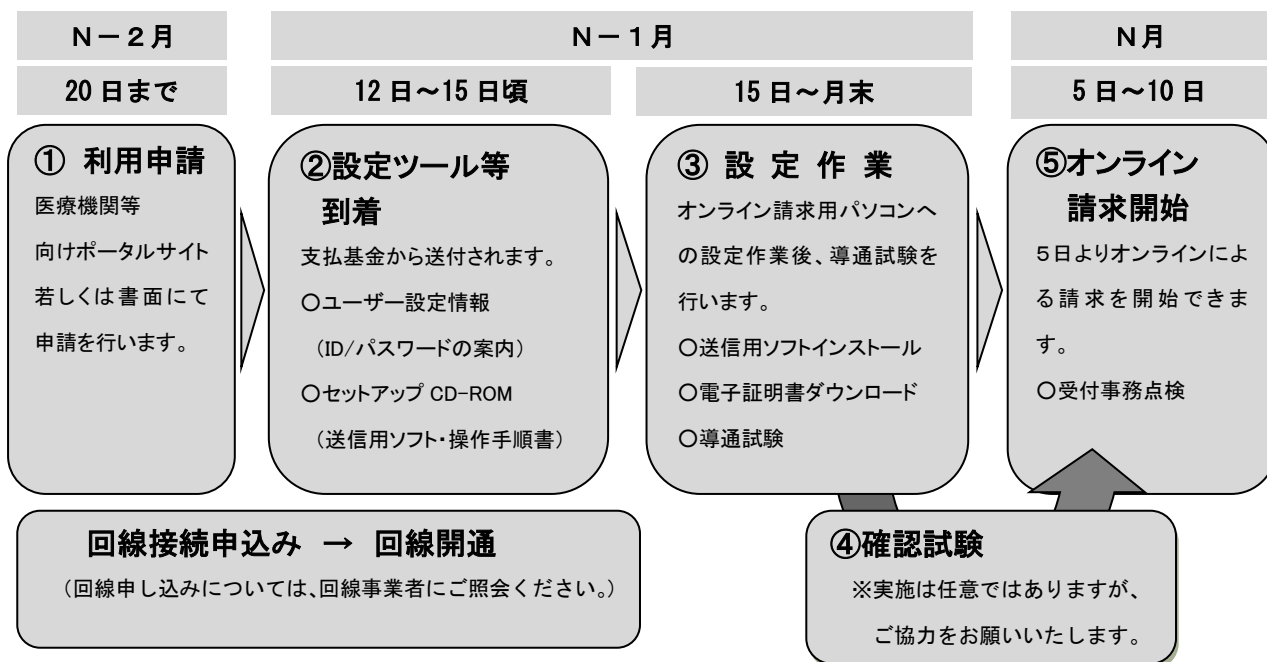 N－2月
N－1月
N月
20日まで
12日～15日頃
15日～月末
5日～10日
① 利用申請
医療機関等
向けポータルサイト
若しくは書面にて
申請を行います。
②設定ツール等
到着
支払基金から送付されます。
○ユーザー設定情報
（ID/パスワードの案内）
○セットアップ CD-ROM
（送信用ソフト・操作手順書）
③ 設 定 作 業
オンライン請求用パソコンへ
の設定作業後、導通試験を
行います。
○送信用ソフトインストール
○電子証明書ダウンロード
○導通試験
⑤オンライン
請求開始
5日よりオンラインによ
る請求を開始できま
す。
○受付事務点検
回線接続申込み → 回線開通
（回線申し込みについては、回線事業者にご照会ください。）
④確認試験
※実施は任意ではありますが、
ご協力をお願いいたします。